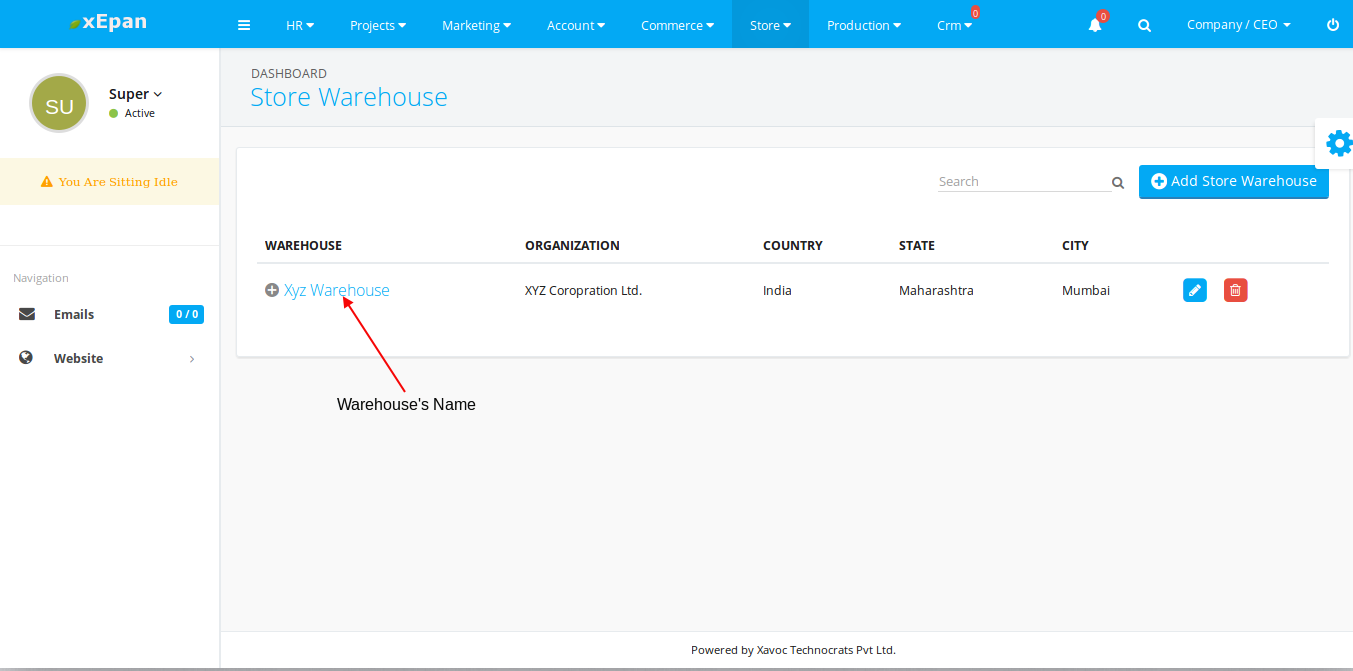 xEpan
HR Projects Marketing Account Commerce Store Production Crm 0 0 Company / CEO
SU
Super
Active
You Are Sitting Idle
Navigation
Emails 0 / 0
Website
DASHBOARD
Store Warehouse
Search Add Store Warehouse
WAREHOUSE ORGANIZATION COUNTRY STATE CITY
Xyz Warehouse XYZ Coropration Ltd. India Maharashtra Mumbai
Warehouse's Name
Powered by Xavoc Technocrats Pvt Ltd.